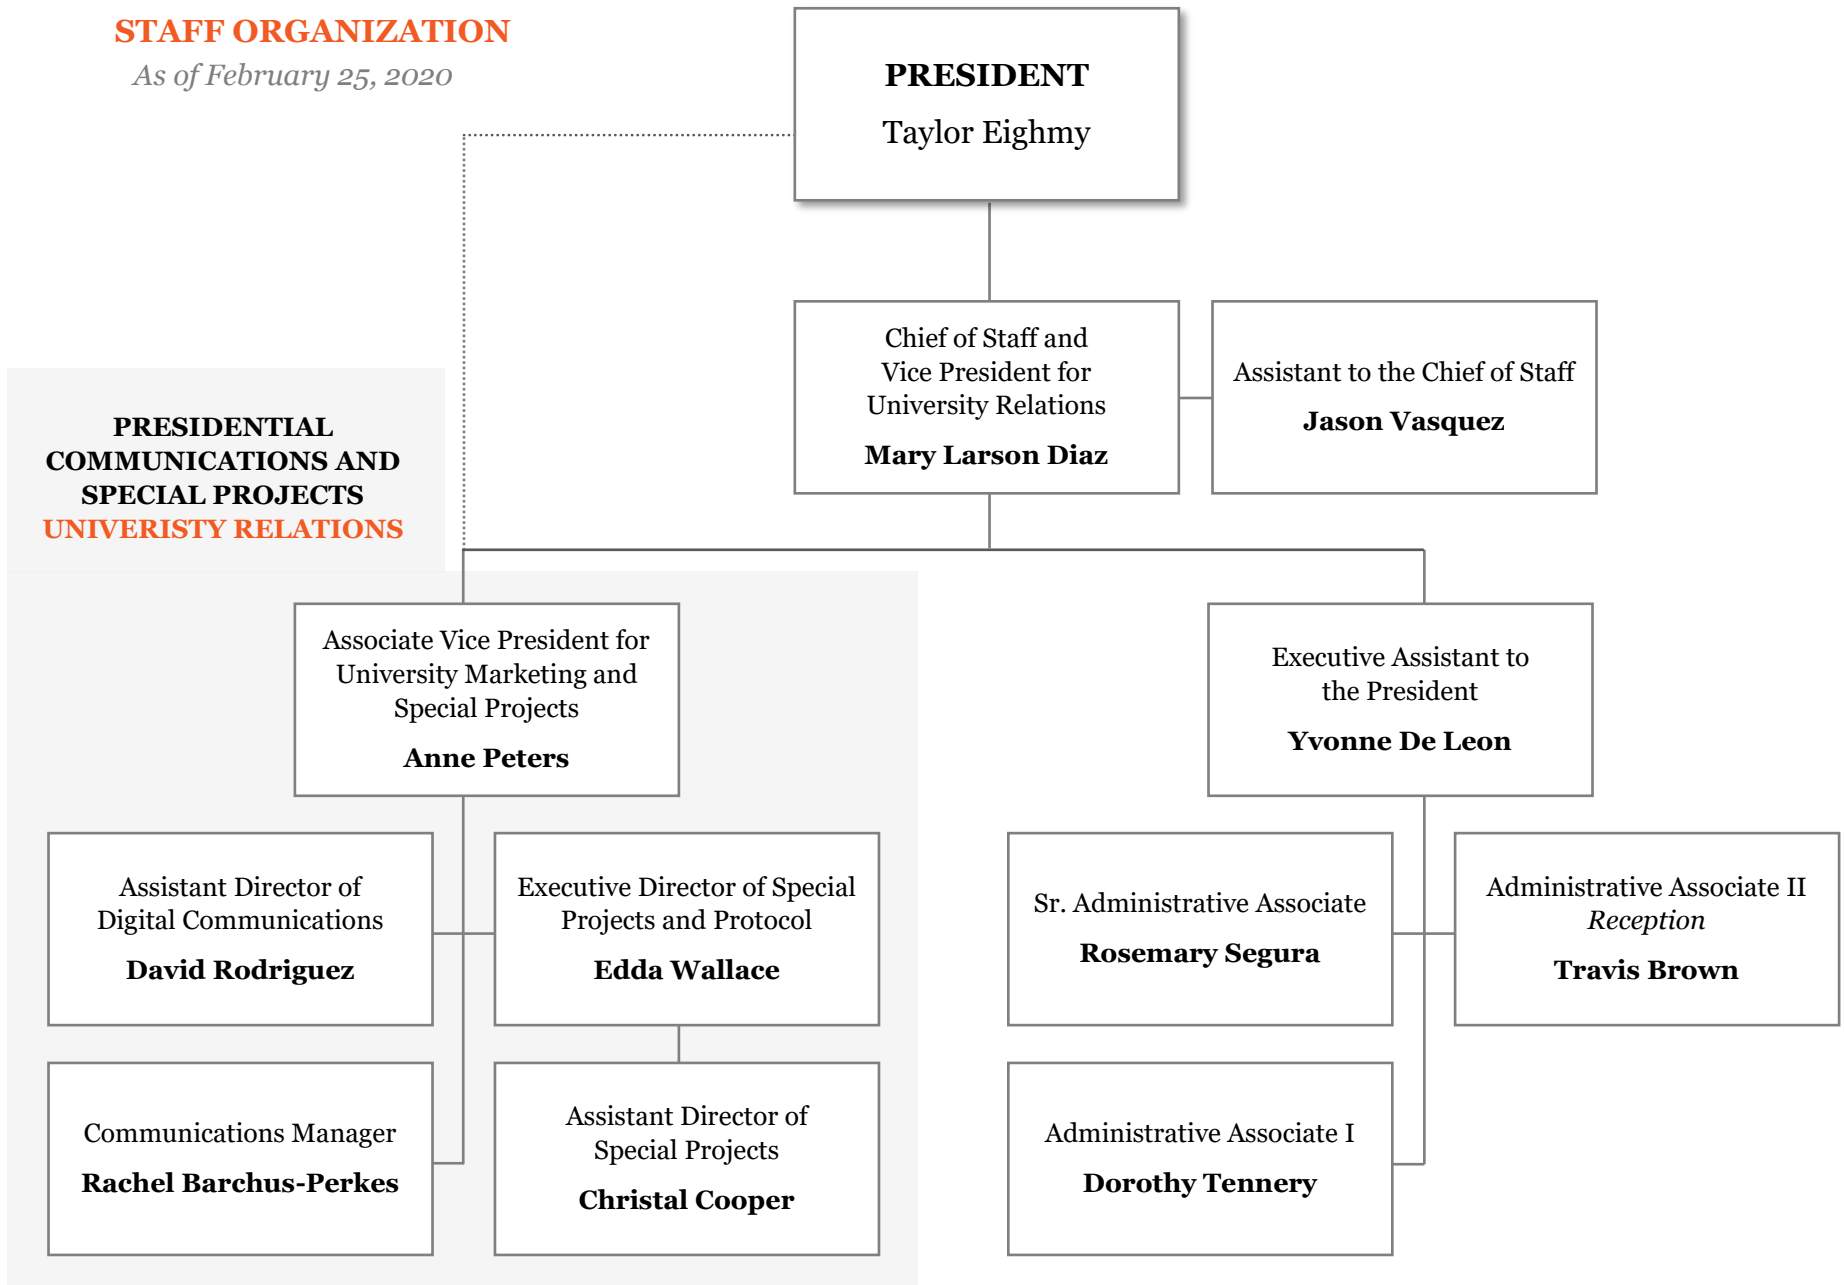 STAFF ORGANIZATION
As of February 25, 2020
PRESIDENT
Taylor Eighmy
Chief of Staff and
Vice President for
University Relations
Mary Larson Diaz
Assistant to the Chief of Staff
Jason Vasquez
PRESIDENTIAL
COMMUNICATIONS AND
SPECIAL PROJECTS
UNIVERISTY RELATIONS
Associate Vice President for
University Marketing and
Special Projects
Anne Peters
Executive Assistant to
the President
Yvonne De Leon
Assistant Director of
Digital Communications
David Rodriguez
Executive Director of Special
Projects and Protocol
Edda Wallace
Sr. Administrative Associate
Rosemary Segura
Administrative Associate II
Reception
Travis Brown
Communications Manager
Rachel Barchus-Perkes
Assistant Director of
Special Projects
Christal Cooper
Administrative Associate I
Dorothy Tennery